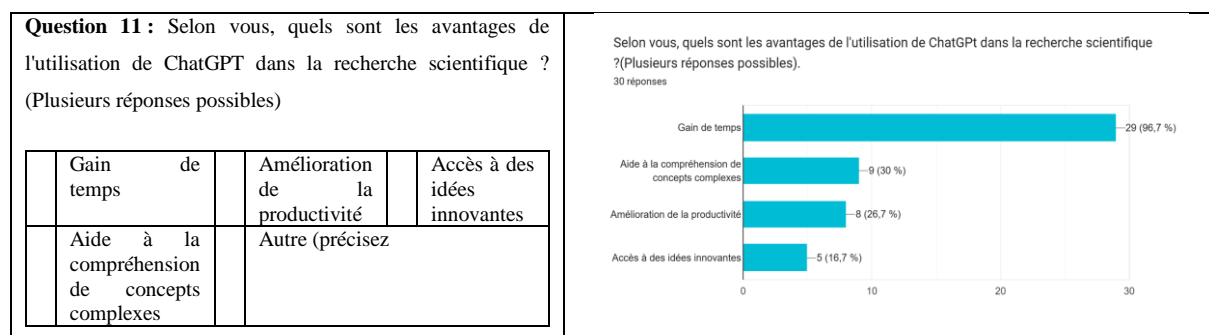 Question 11 : Selon vous, quels sont les avantages de
l'utilisation de ChatGPT dans la recherche scientifique ?
(Plusieurs réponses possibles)
Gain de
temps
Amélioration
de la
productivité
Accès à des
idées
innovantes
Aide à la
compréhension
de concepts
complexes
Autre (précisez
Selon vous, quels sont les avantages de l'utilisation de ChatGPt dans la recherche scientifique
?(Plusieurs réponses possibles).
30 réponses
Gain de temps
29 (96,7 %)
Aide à la compréhension de
concepts complexes
9 (30 %)
Amélioration de la productivité
8 (26,7 %)
Accès à des idées innovantes
5 (16,7 %)
0
10
20
30